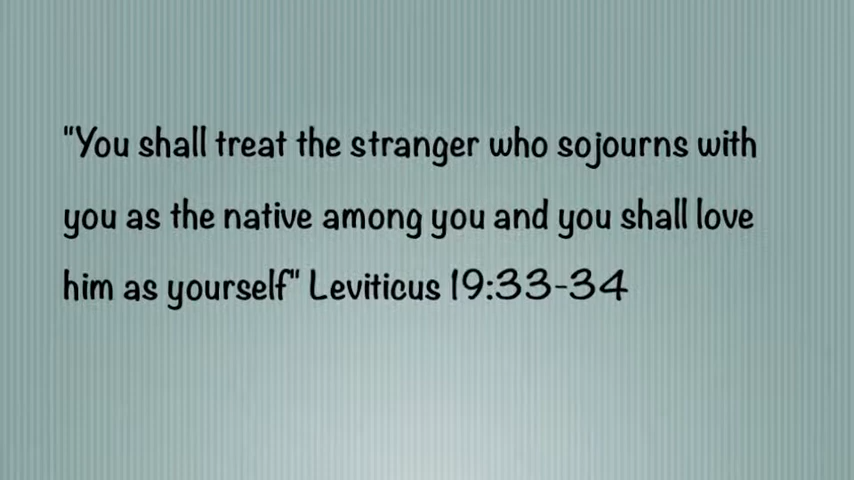 "You shall treat the stranger who sojourns with
you as the native among you and you shall love
him as yourself" Leviticus 19:33-34